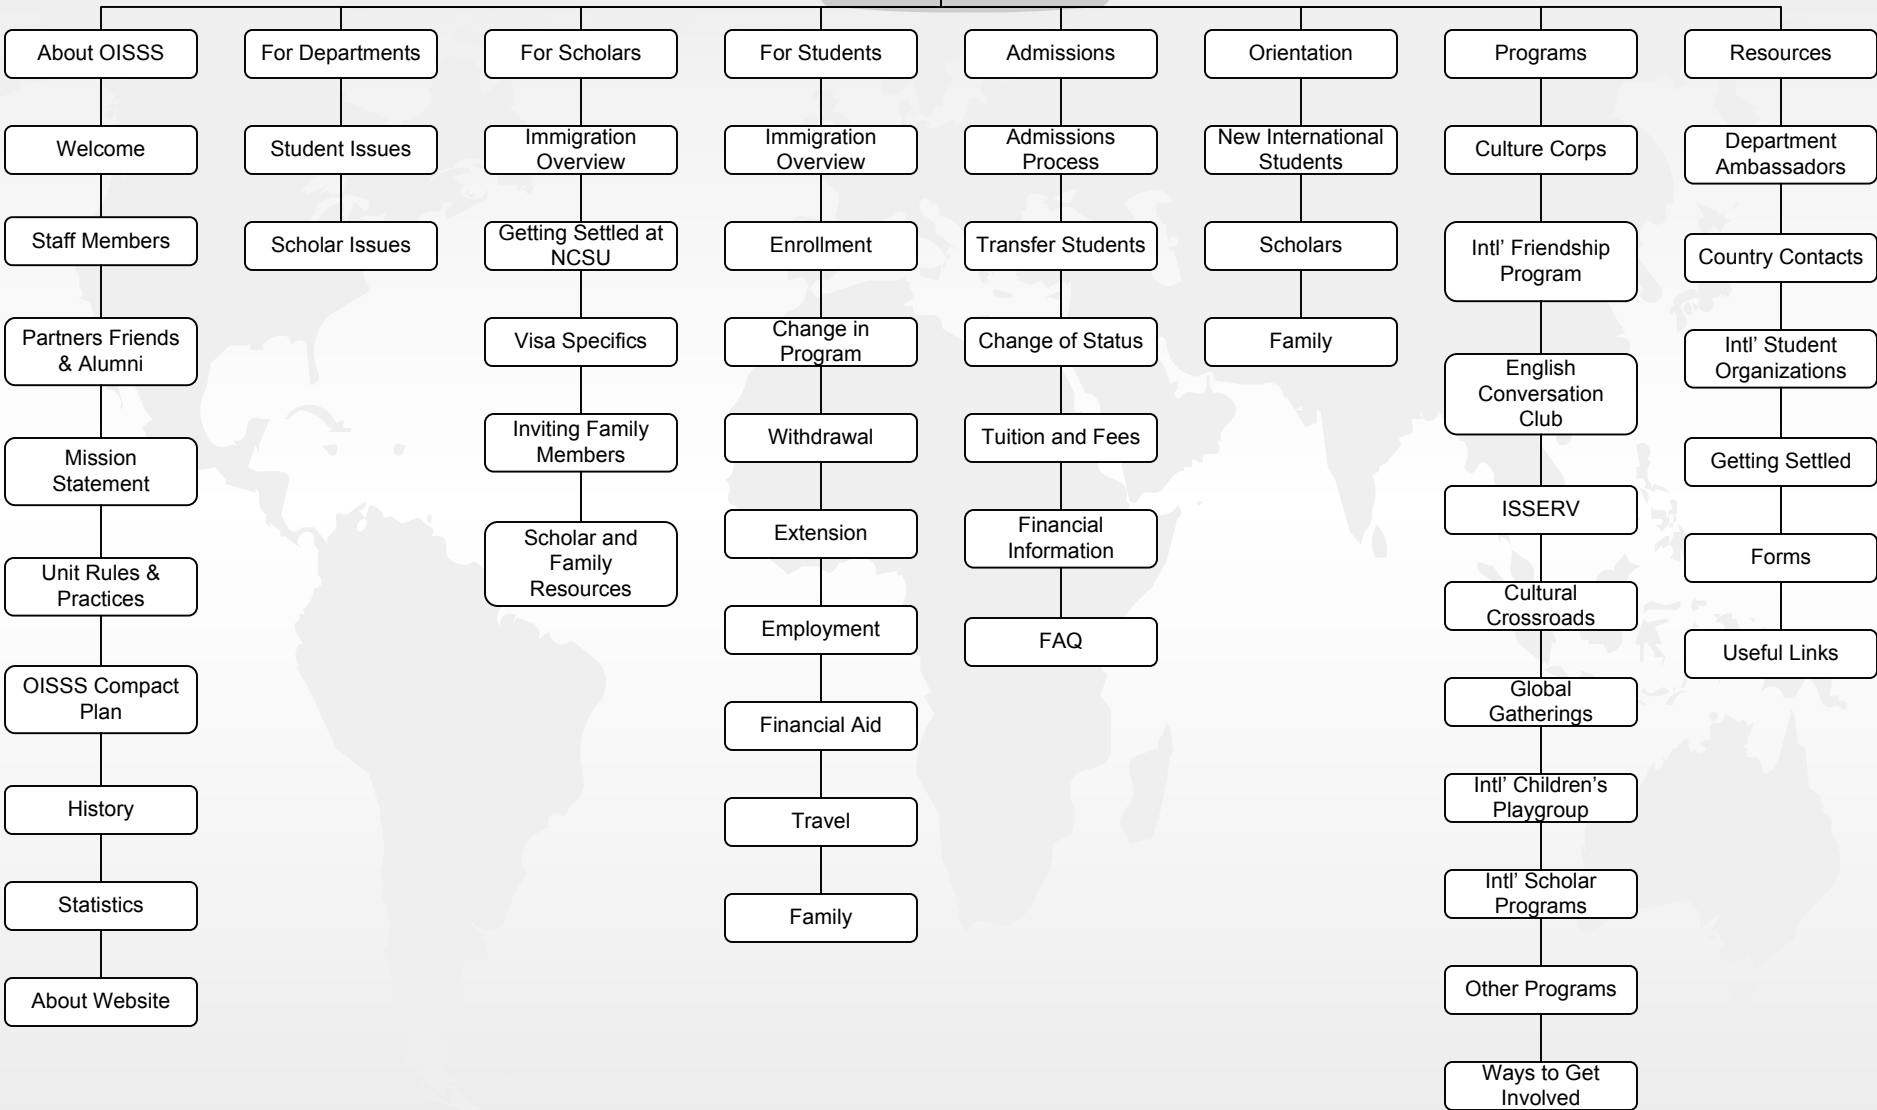 About OISSS
For Departments
For Scholars
For Students
Admissions
Orientation
Programs
Resources
Welcome
Staff Members
Partners Friends
& Alumni
Mission
Statement
Unit Rules &
Practices
OISSS Compact
Plan
History
Statistics
About Website
Student Issues
Scholar Issues
Immigration
Overview
Getting Settled at
NCSU
Visa Specifics
Inviting Family
Members
Scholar and
Family
Resources
Immigration
Overview
Enrollment
Change in
Program
Withdrawal
Extension
Employment
Financial Aid
Travel
Family
Admissions
Process
Transfer Students
Change of Status
Tuition and Fees
Financial
Information
FAQ
New International
Students
Scholars
Family
Culture Corps
Intl’ Friendship
Program
English
Conversation
Club
ISSERV
Cultural
Crossroads
Global
Gatherings
Intl’ Children’s
Playgroup
Intl’ Scholar
Programs
Other Programs
Ways to Get
Involved
Department
Ambassadors
Country Contacts
Intl’ Student
Organizations
Getting Settled
Forms
Useful Links